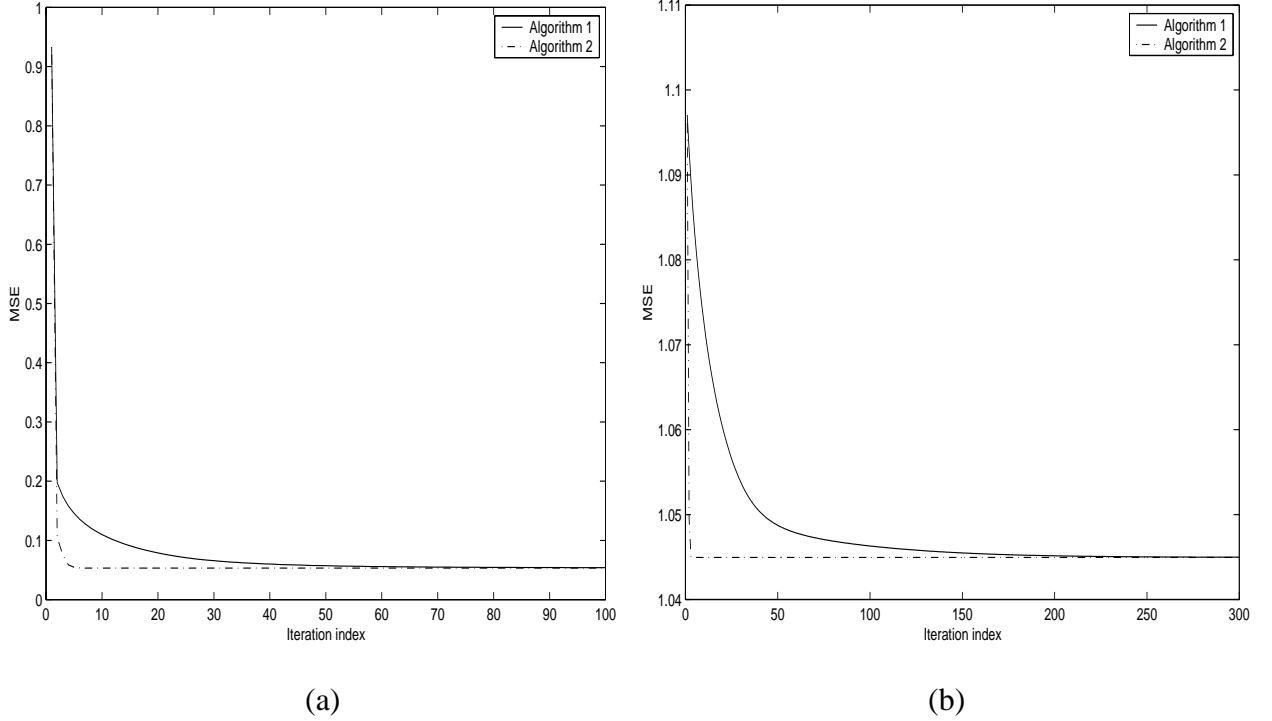 1
0.9
0.8
0.7
0.6
0.5
0.4
0.3
0.2
0.1
0
MSE
0 10 20 30 40 50 60 70 80 90 100
Iteration index
Algorithm 1
Algorithm 2
(a)
1.11
1.1
1.09
1.08
1.07
1.06
1.05
1.04
MSE
0 50 100 150 200 250 300
Iteration index
Algorithm 1
Algorithm 2
(b)